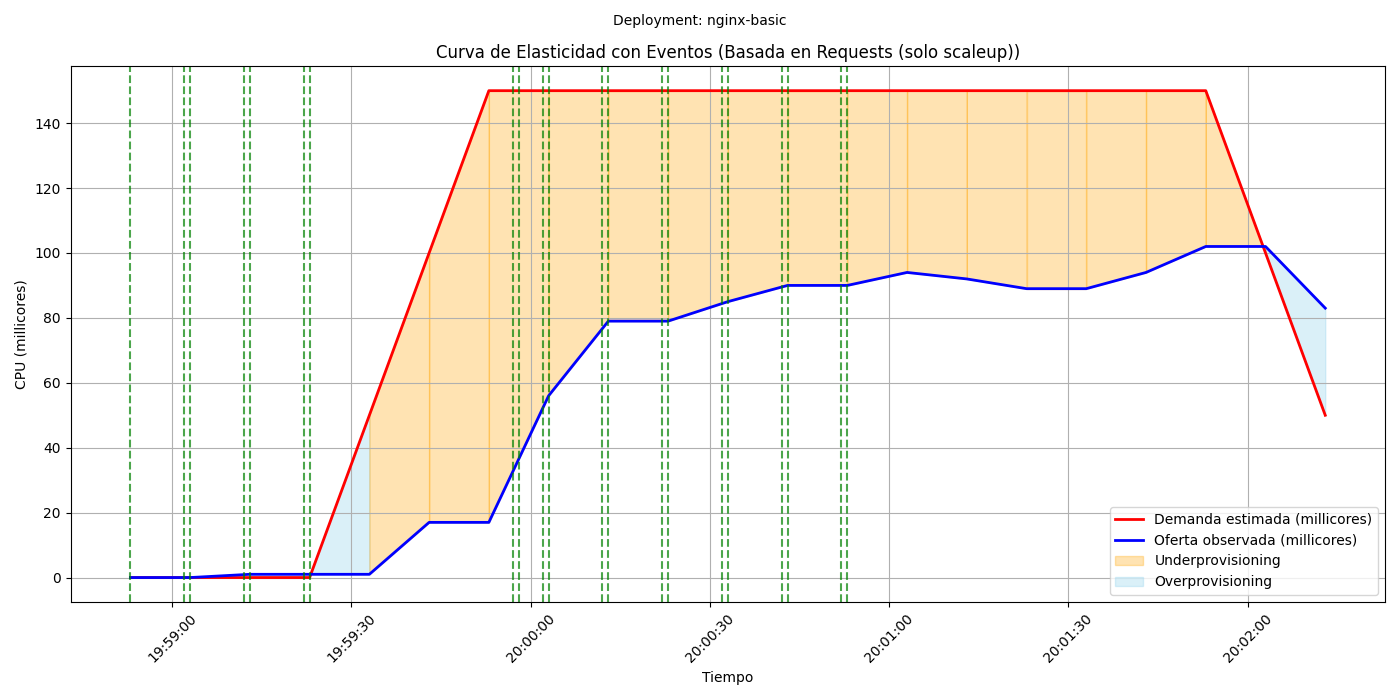 Deployment: nginx-basic
Curva de Elasticidad con Eventos (Basada en Requests (solo scaleup))
CPU (millicores)
140
120
100
80
60
40
20
0
Demanda estimada (millicores)
Oferta observada (millicores)
Underprovisioning
Overprovisioning
19:59:00
19:59:30
20:00:00
20:00:30
20:01:00
20:01:30
20:02:00
Tiempo